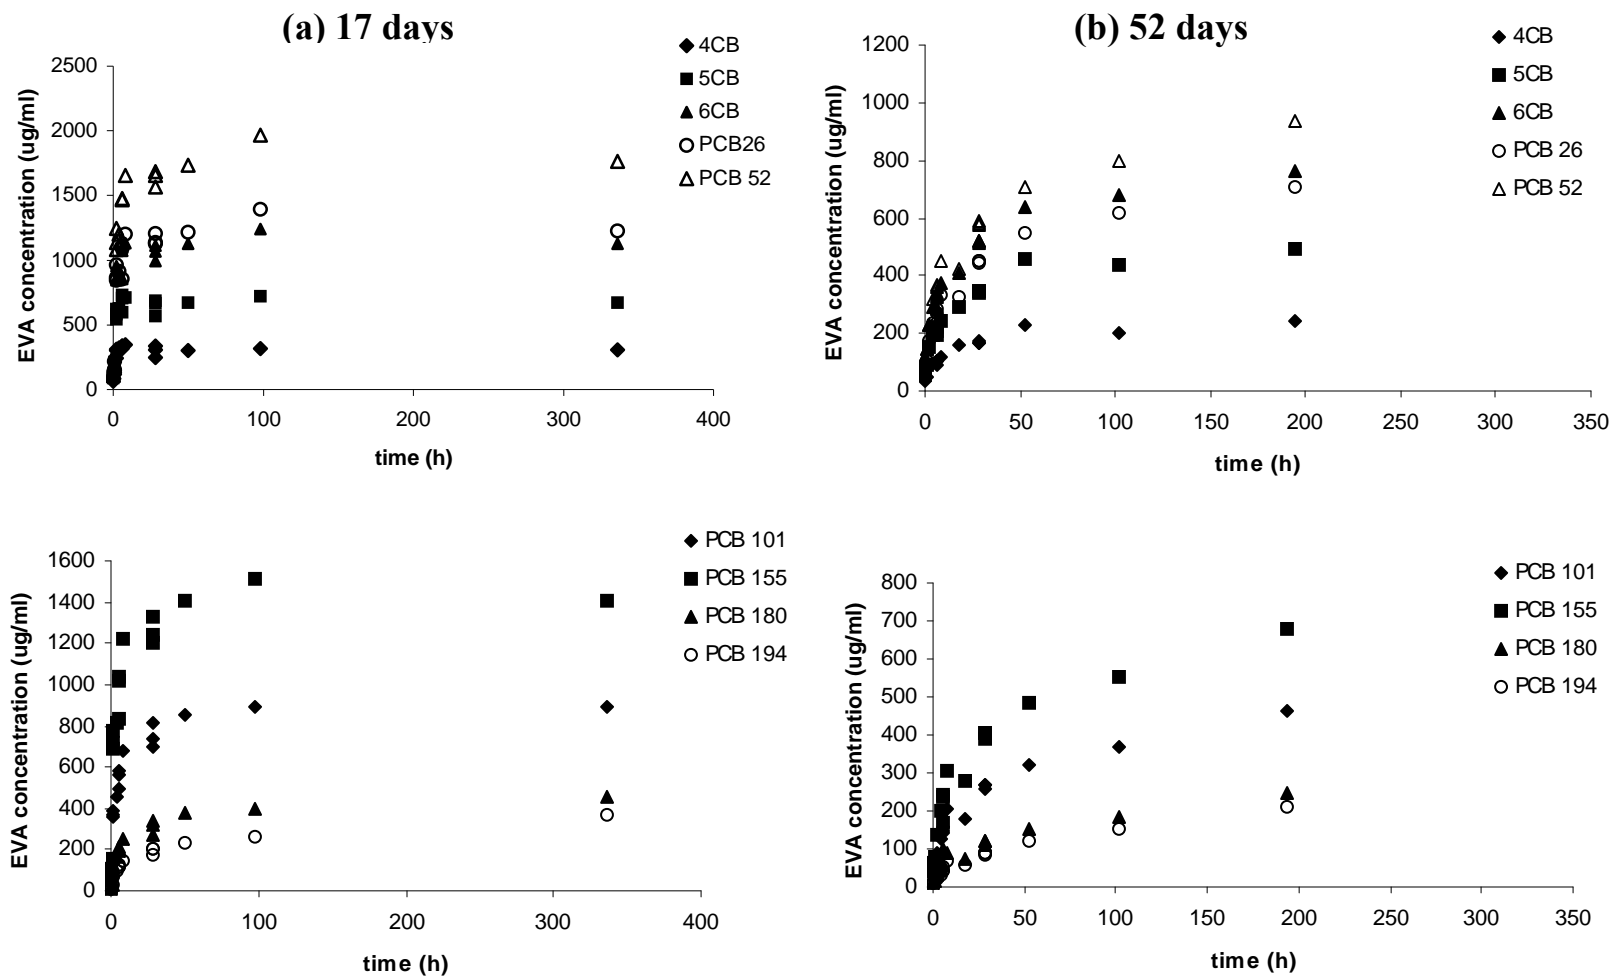 (a) 17 days
EVA concentration (ug/ml)
2500
2000
1500
1000
500
0
0 100 200 300 400
time (h)
4CB
5CB
6CB
PCB26
PCB 52
(b) 52 days
EVA concentration (ug/ml)
1200
1000
800
600
400
200
0
0 50 100 150 200 250 300 350
time (h)
4CB
5CB
6CB
PCB 26
PCB 52
EVA concentration (ug/ml)
1600
1400
1200
1000
800
600
400
200
0
0 100 200 300 400
time (h)
PCB 101
PCB 155
PCB 180
PCB 194
EVA concentration (ug/ml)
800
700
600
500
400
300
200
100
0
0 50 100 150 200 250 300 350
time (h)
PCB 101
PCB 155
PCB 180
PCB 194